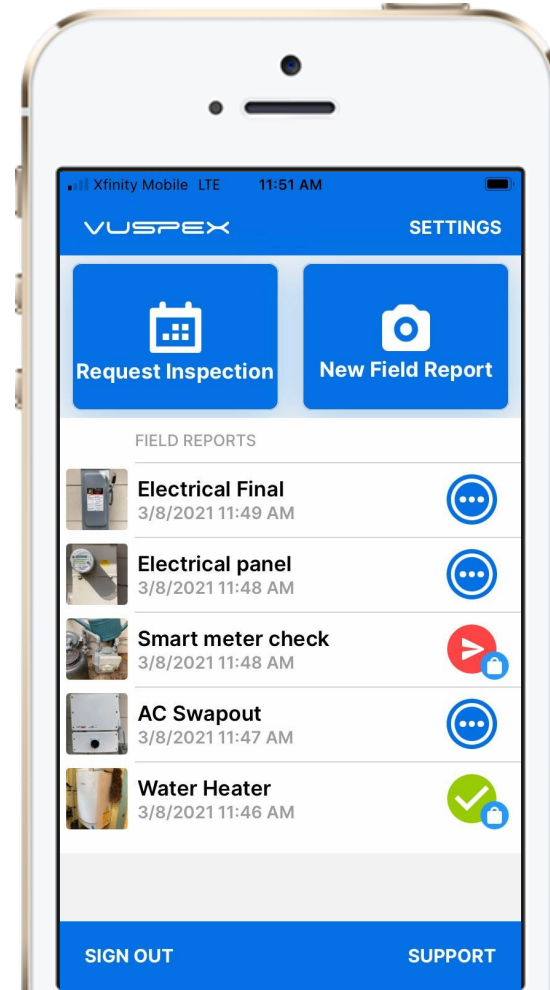 Xfinity Mobile LTE 11:51 AM
VUSPEX SETTINGS
Request Inspection New Field Report
FIELD REPORTS
Electrical Final
3/8/2021 11:49 AM
Electrical panel
3/8/2021 11:48 AM
Smart meter check
3/8/2021 11:48 AM
AC Swapout
3/8/2021 11:47 AM
Water Heater
3/8/2021 11:46 AM
SIGN OUT SUPPORT